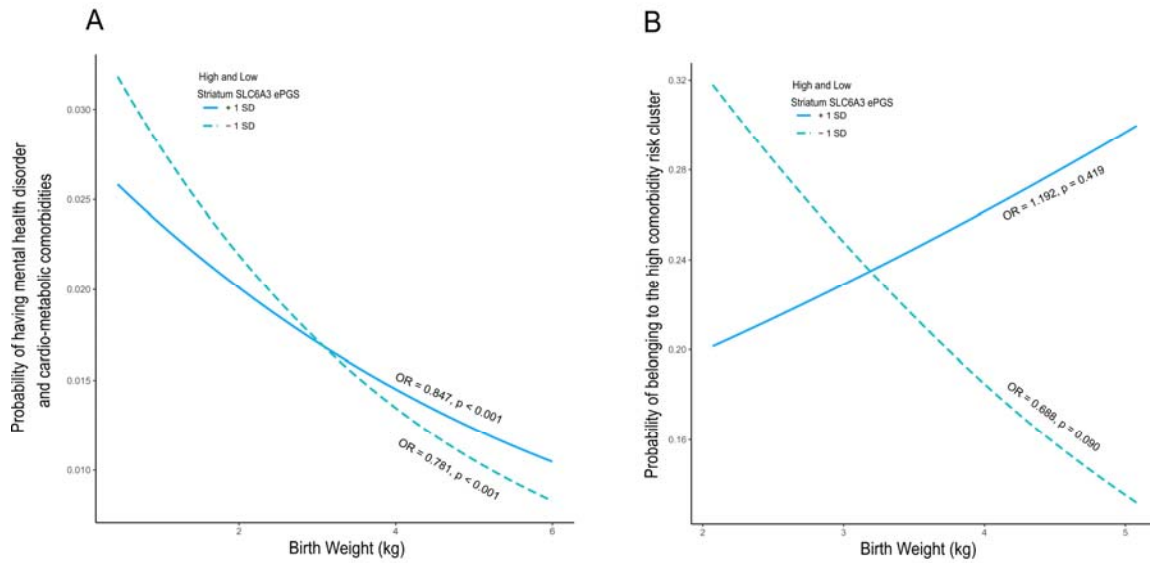 A
Probability of having mental health disorder
and cardio-metabolic comorbidities
0.030
0.025
0.020
0.015
0.010
High and Low
Striatum SLC6A3 ePGS
+ 1 SD
− 1 SD
OR = 0.847, p < 0.001
OR = 0.781, p < 0.001
2
4
6
Birth Weight (kg)
B
Probability of belonging to the high comorbidity risk cluster
0.32
0.28
0.24
0.20
0.16
High and Low
Striatum SLC6A3 ePGS
+ 1 SD
− 1 SD
OR = 1.192, p = 0.419
OR = 0.688, p = 0.090
2
3
4
5
Birth Weight (kg)